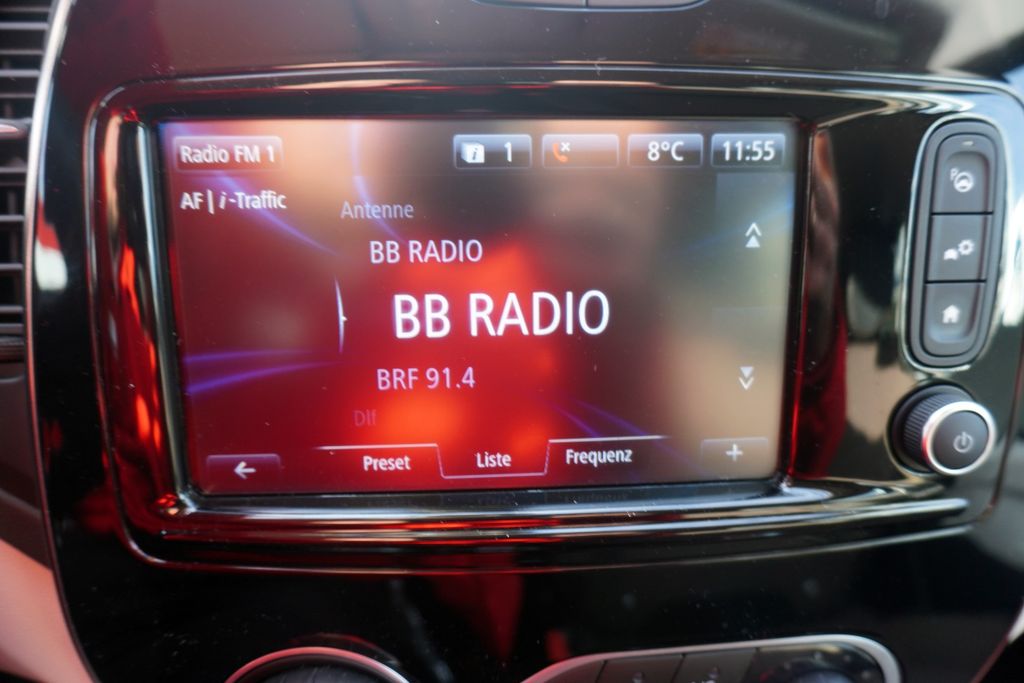 Radio FM 1
1
8°C
11:55
AF | i-Traffic
Antenne
BB RADIO
BB RADIO
BRF 91.4
Dlf
Preset
Liste
Frequenz
+